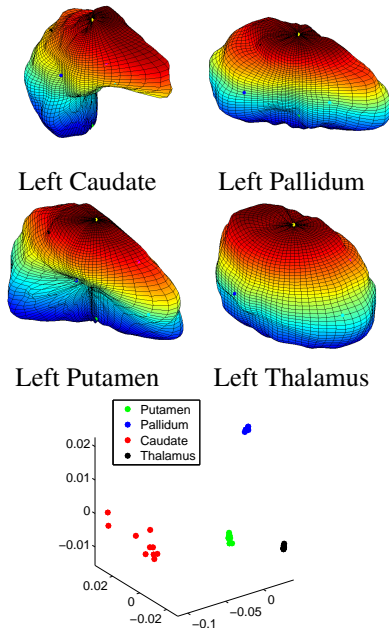 Left Caudate Left Pallidum
Left Putamen Left Thalamus
Putamen
Pallidum
Caudate
Thalamus
0.02
0.01
0
−0.01
0.02
0
−0.02
−0.1
−0.05
0